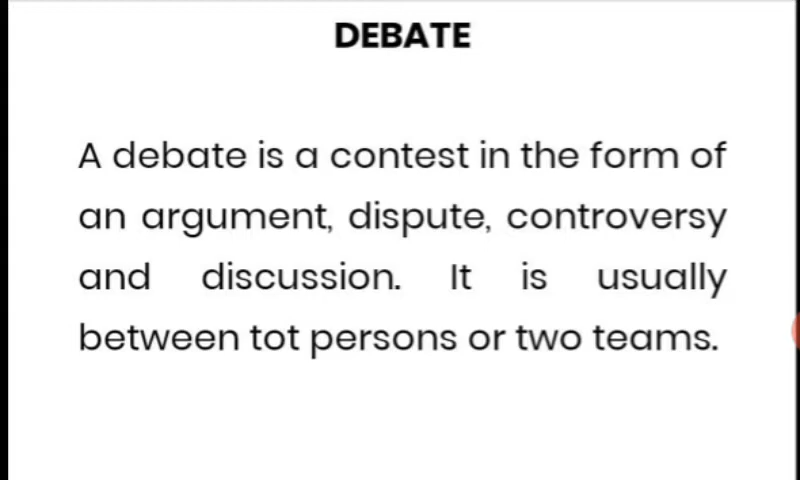 DEBATE
A debate is a contest in the form of
an argument, dispute, controversy
and discussion. It is usually
between tot persons or two teams.